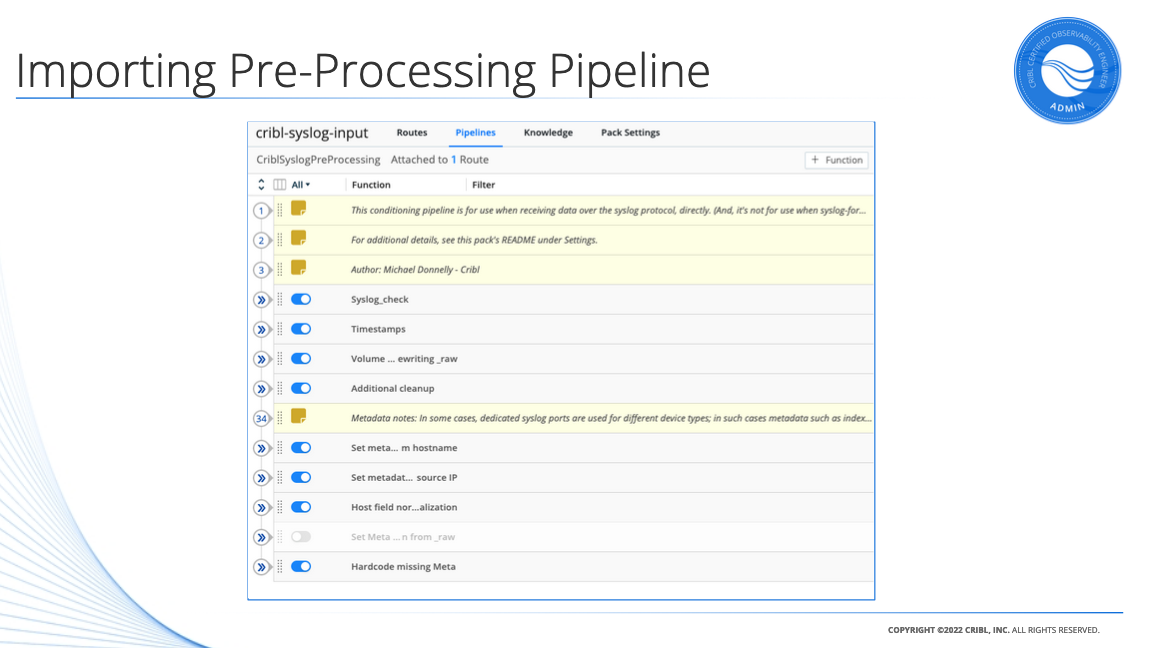 Importing Pre-Processing Pipeline
CRIBL CERTIFIED OBSERVABILITY ENGINEER
ADMIN
cribl-syslog-input Routes Pipelines Knowledge Pack Settings
CriblSyslogPreProcessing Attached to 1 Route + Function
All Function Filter
1 This conditioning pipeline is for use when receiving data over the syslog protocol, directly. (And, it's not for use when syslog-for...
2 For additional details, see this pack's README under Settings.
3 Author: Michael Donnelly - Cribl
Syslog_check
Timestamps
Volume ... ewriting _raw
Additional cleanup
34 Metadata notes: In some cases, dedicated syslog ports are used for different device types; in such cases metadata such as index...
Set meta... m hostname
Set metadat... source IP
Host field nor...alization
Set Meta ... n from _raw
Hardcode missing Meta
COPYRIGHT ©2022 CRIBL, INC. ALL RIGHTS RESERVED.